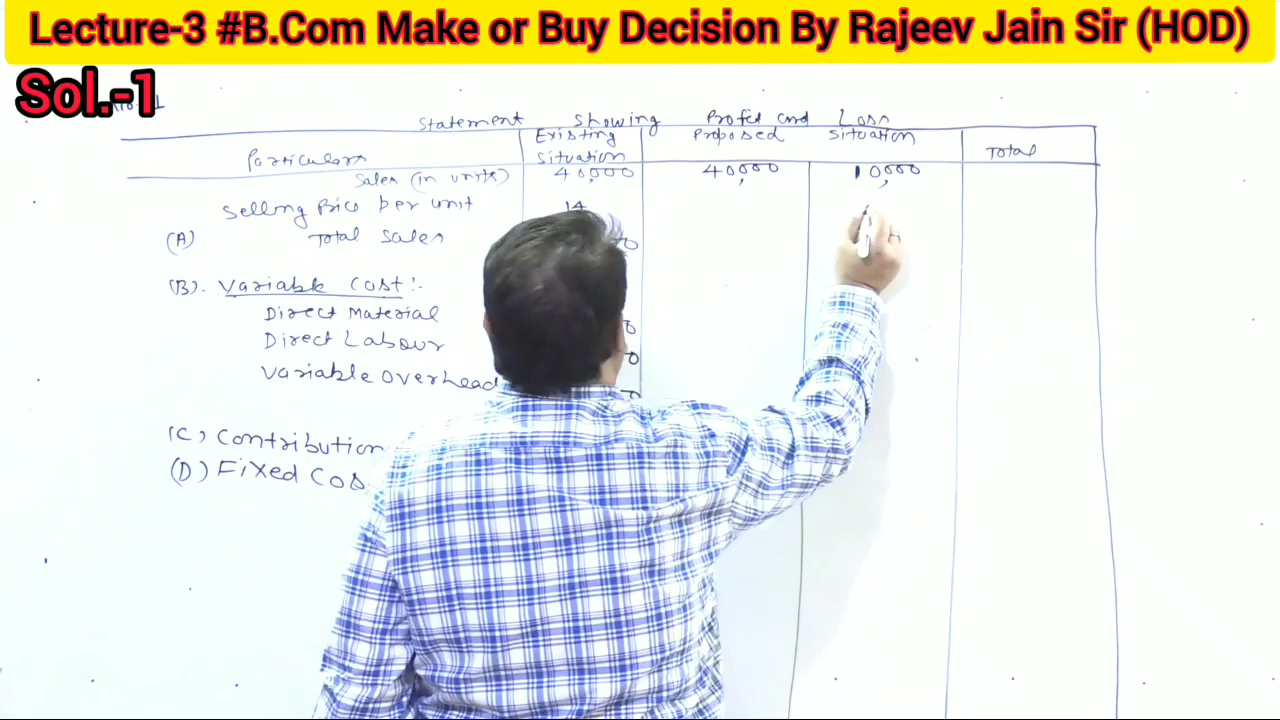 Lecture-3 #B.Com Make or Buy Decision By Rajeev Jain Sir (HOD)
Sol.-1
Statement Showing Profit and Loss
Particulars Existing Situation Proposed Situation Total
Sales (in units) 40,000 40,000 10,000
Selling Price per unit 14
(A) Total Sales
(B). Variable Cost :-
Direct Material
Direct Labour
Variable Overhead
(C) Contribution
(D) Fixed Cos